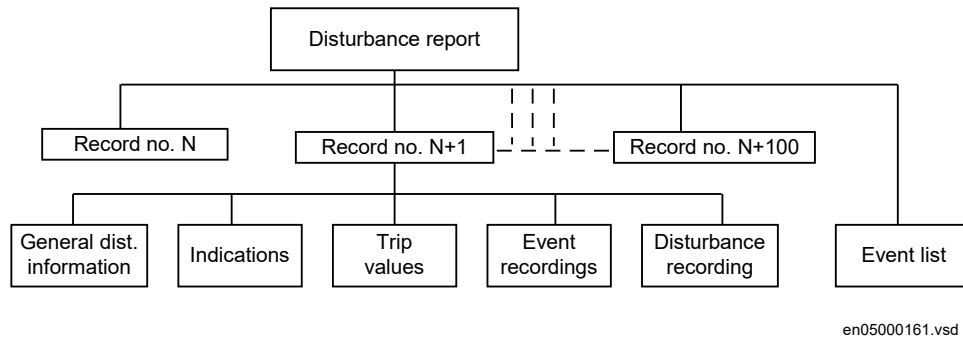 Disturbance report
Record no. N
Record no. N+1
Record no. N+100
General dist.
information
Indications
Trip
values
Event
recordings
Disturbance
recording
Event list
en05000161.vsd